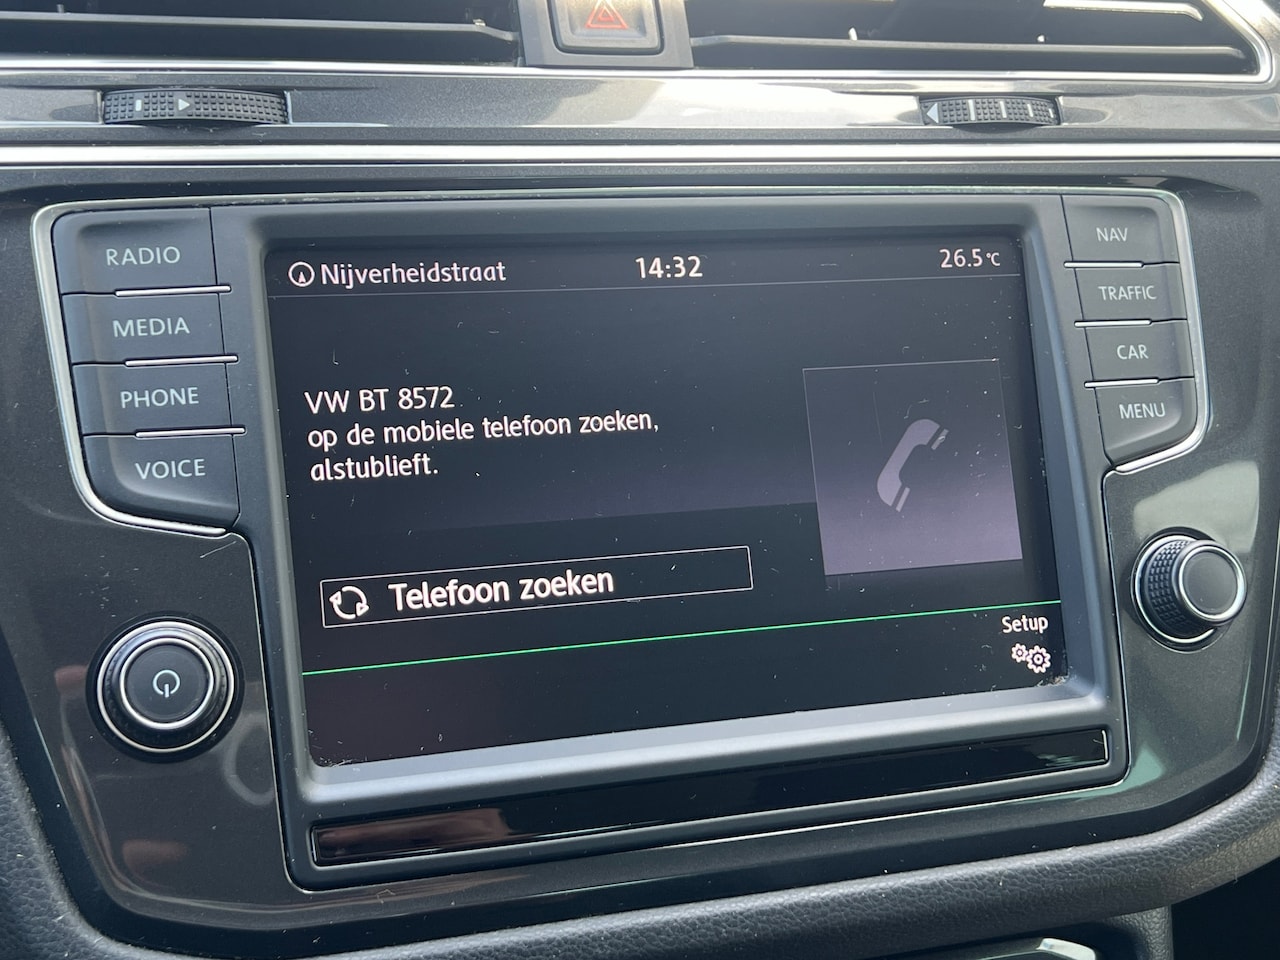 RADIO
MEDIA
PHONE
VOICE
Nijverheidstraat 14:32 26.5°C
VW BT 8572
op de mobiele telefoon zoeken,
alstublieft.
Telefoon zoeken
Setup
NAV
TRAFFIC
CAR
MENU